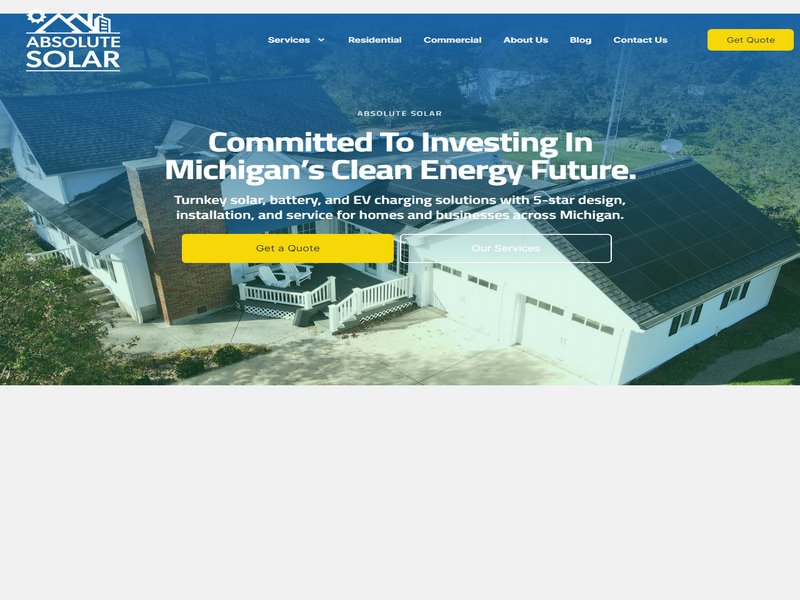 ABSOLUTE
SOLAR
Services
Residential
Commercial
About Us
Blog
Contact Us
Get Quote
ABSOLUTE SOLAR
Committed To Investing In
Michigan's Clean Energy Future.
Turnkey solar, battery, and EV charging solutions with 5-star design,
installation, and service for homes and businesses across Michigan.
Get a Quote
Our Services